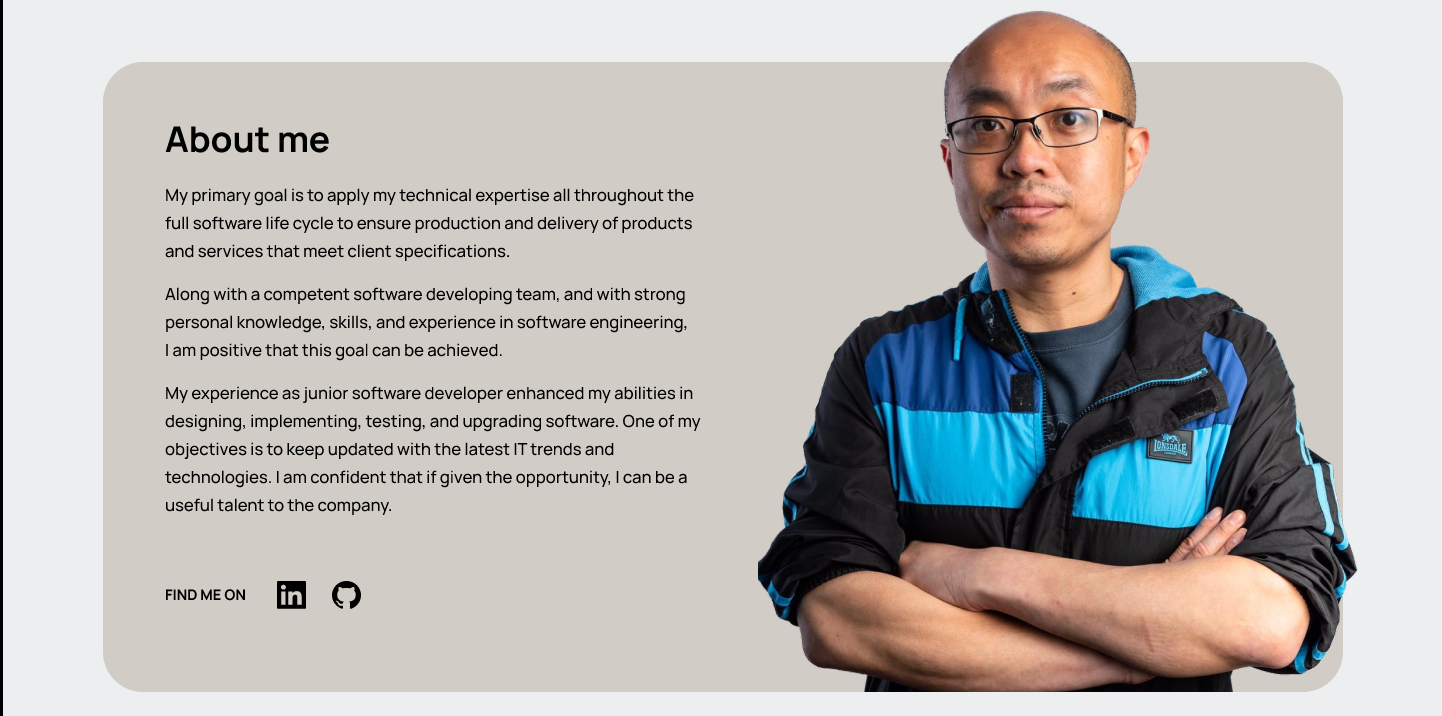 About me
My primary goal is to apply my technical expertise all throughout the
full software life cycle to ensure production and delivery of products
and services that meet client specifications.
Along with a competent software developing team, and with strong
personal knowledge, skills, and experience in software engineering,
I am positive that this goal can be achieved.
My experience as junior software developer enhanced my abilities in
designing, implementing, testing, and upgrading software. One of my
objectives is to keep updated with the latest IT trends and
technologies. I am confident that if given the opportunity, I can be a
useful talent to the company.
FIND ME ON
in
LONSDALE